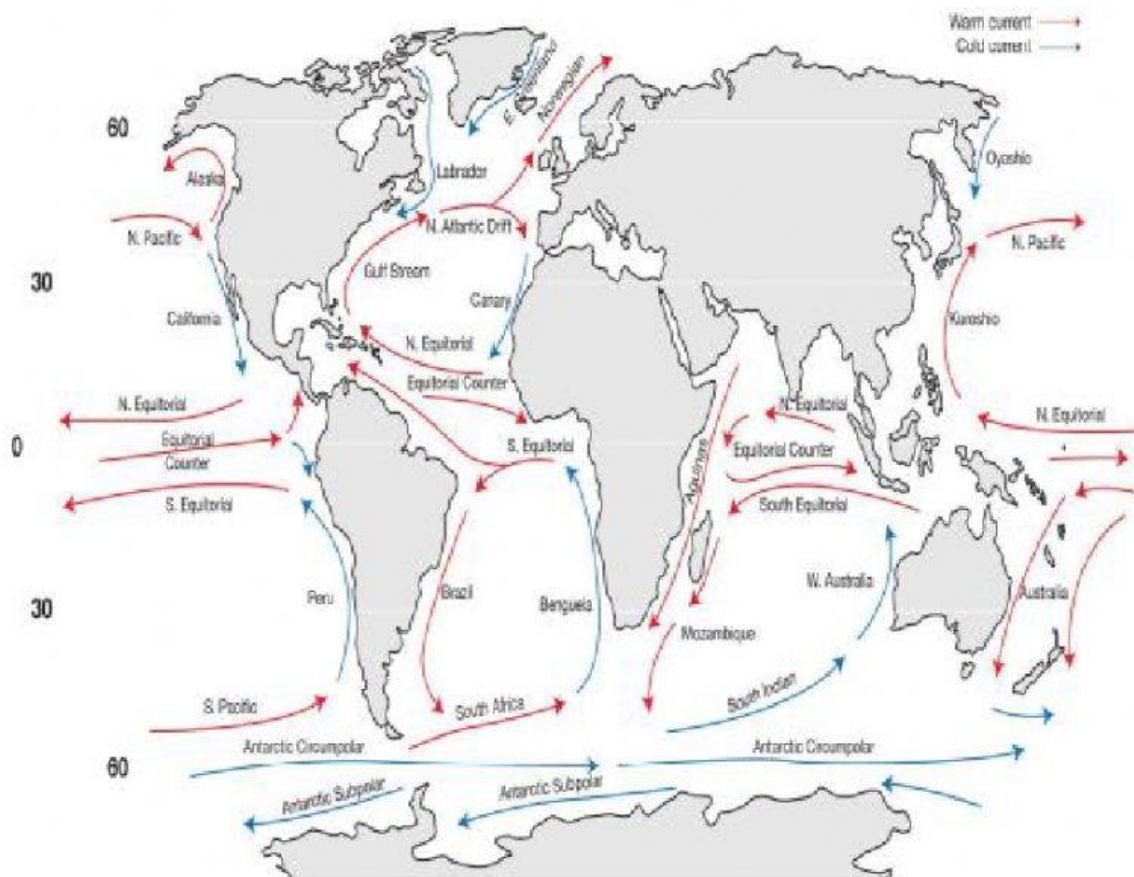 Warm current
Cold current
E. Greenland
Norwegian
60
Oyashio
Labrador
Alaska
N. Pacific
N. Atlantic Drift
N. Pacific
Gulf Stream
30
Canary
California
Kuroshio
N. Equitorial
Equitorial Counter
N. Equitorial
N. Equitorial
N. Equitorial
0
Equitorial
Counter
S. Equitorial
Equitorial Counter
S. Equitorial
South Equitorial
W. Australia
Peru
Brazil
Benguela
Australia
30
Mozambique
South Indian
S. Pacific
South Africa
Antarctic Circumpolar
Antarctic Circumpolar
60
Antarctic Subpolar
Antarctic Subpolar